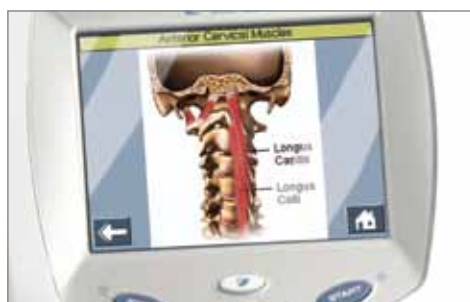 Anterior Cervical Muscles
Longus
Capitis
Longus
Colli
START